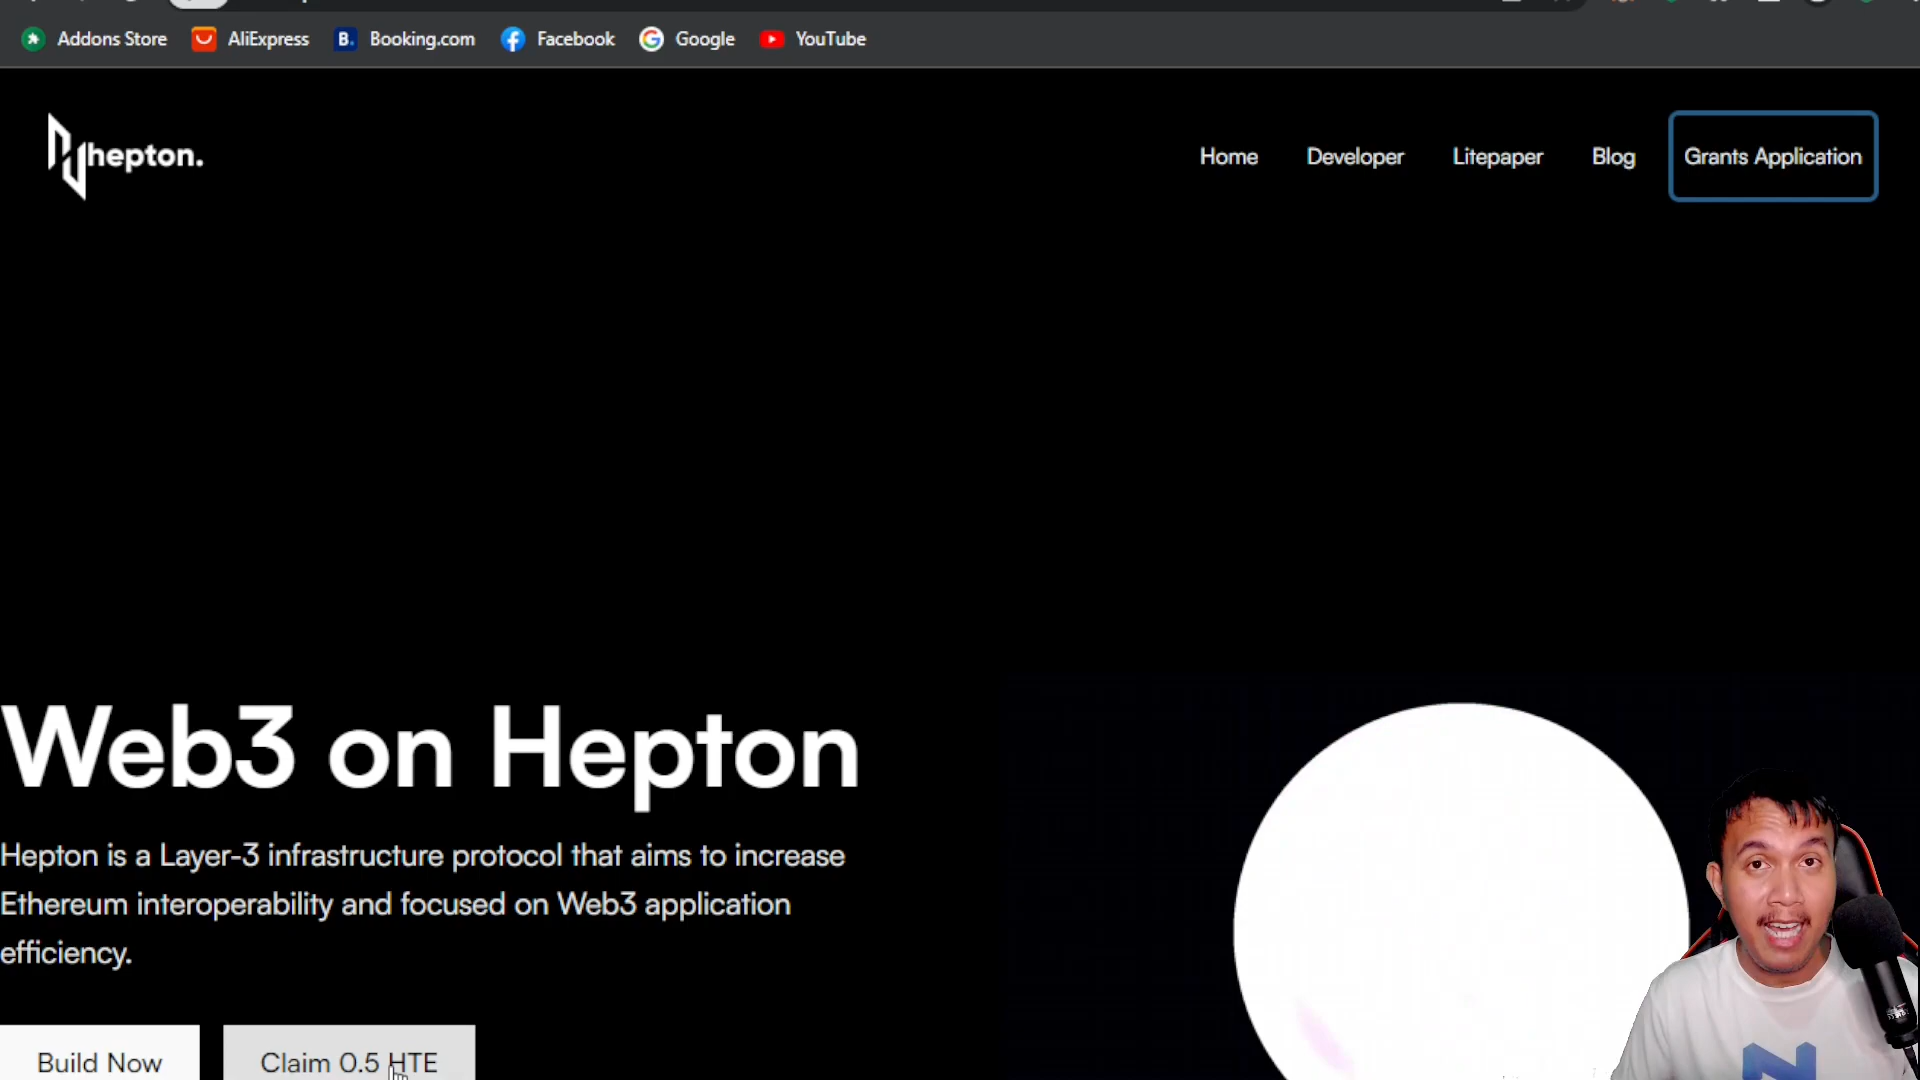 Addons Store AliExpress B. Booking.com Facebook Google YouTube
hepton. Home Developer Litepaper Blog Grants Application
Web3 on Hepton
Hepton is a Layer-3 infrastructure protocol that aims to increase
Ethereum interoperability and focused on Web3 application
efficiency.
Build Now Claim 0.5 HTE